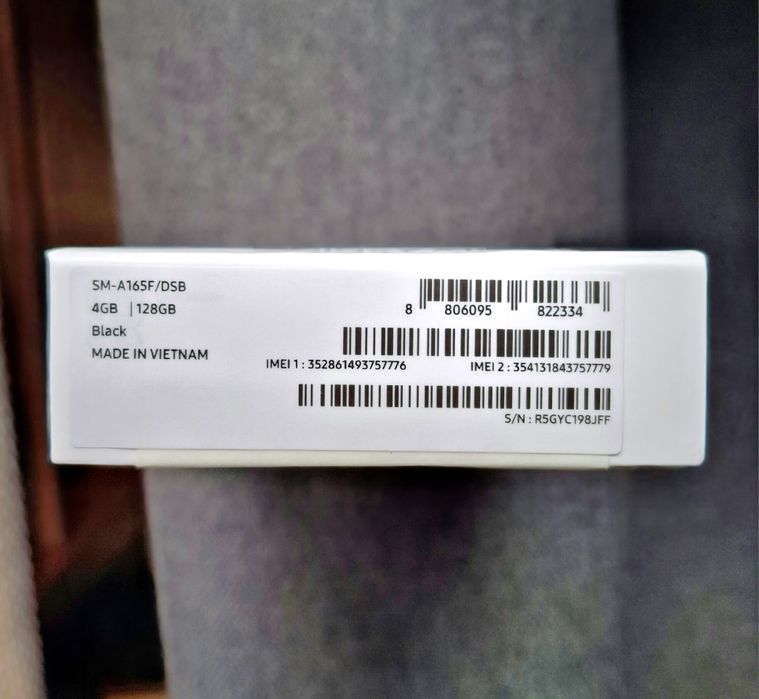 SM-A165F/DSB
4GB | 128GB
Black
MADE IN VIETNAM
8 806095 822334
IMEI 1 : 352861493757776 IMEI 2 : 354131843757779
S/N : R5GYC198JFF